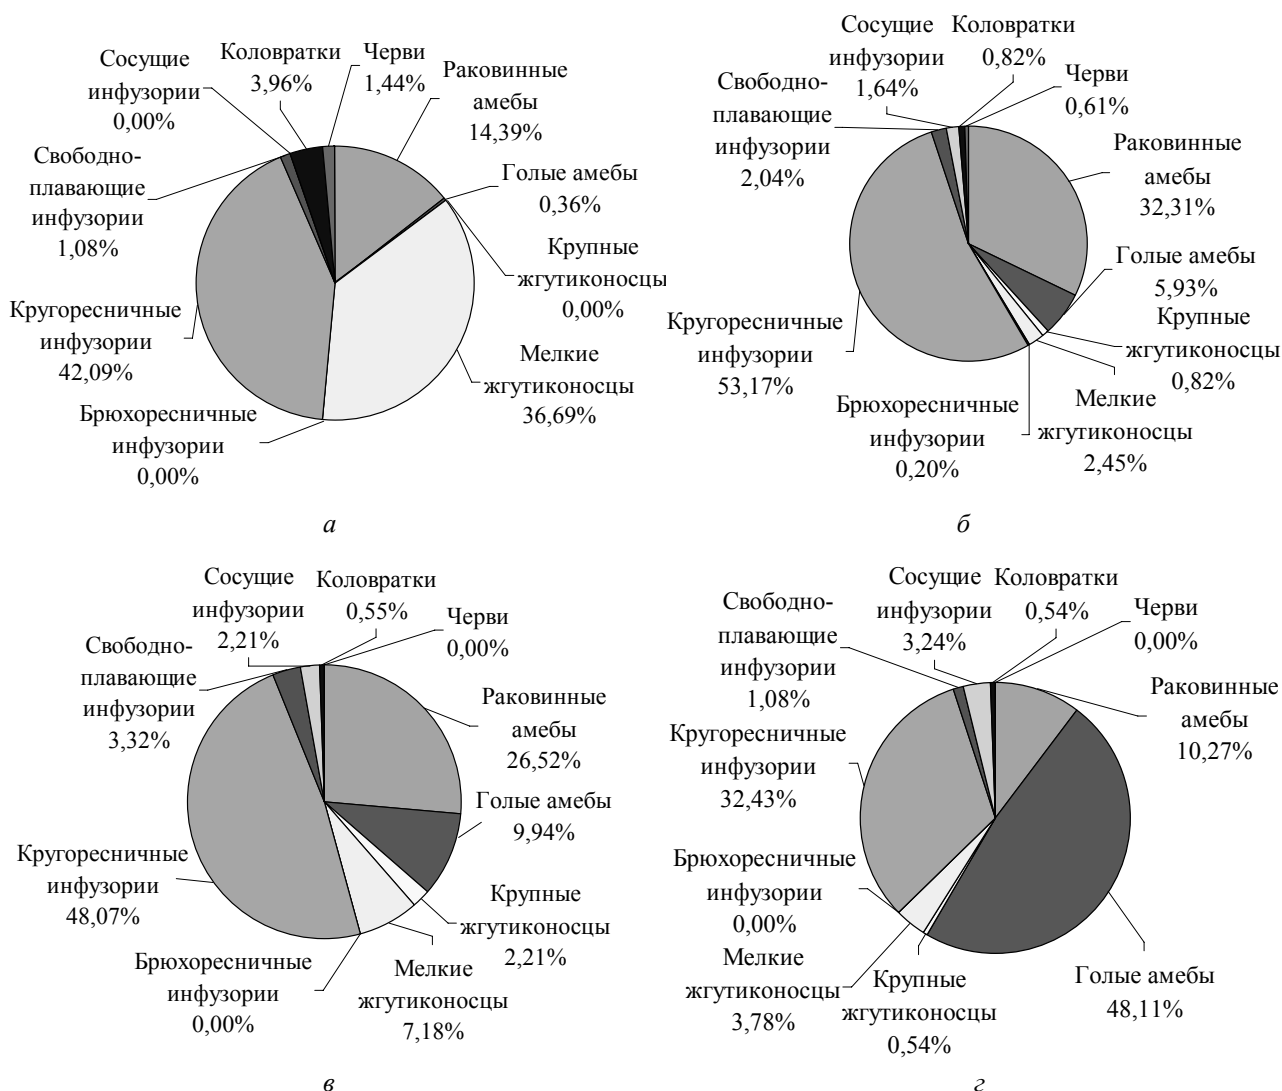 Сосущие
инфузории
0,00%
Коловратки
3,96%
Черви
1,44%
Раковинные
амебы
14,39%
Голые амебы
0,36%
Крупные
жгутиконосцы
0,00%
Мелкие
жгутиконосцы
36,69%
Брюхоресничные
инфузории
0,00%
Кругоресничные
инфузории
42,09%
Свободно-
плавающие
инфузории
1,08%
а
Сосущие
инфузории
1,64%
Коловратки
0,82%
Черви
0,61%
Раковинные
амебы
32,31%
Голые амебы
5,93%
Крупные
жгутиконосцы
0,82%
Мелкие
жгутиконосцы
2,45%
Брюхоресничные
инфузории
0,20%
Кругоресничные
инфузории
53,17%
Свободно-
плавающие
инфузории
2,04%
б
Сосущие
инфузории
2,21%
Коловратки
0,55%
Черви
0,00%
Раковинные
амебы
26,52%
Голые амебы
9,94%
Крупные
жгутиконосцы
2,21%
Мелкие
жгутиконосцы
7,18%
Брюхоресничные
инфузории
0,00%
Кругоресничные
инфузории
48,07%
Свободно-
плавающие
инфузории
3,32%
в
Сосущие
инфузории
3,24%
Коловратки
0,54%
Черви
0,00%
Раковинные
амебы
10,27%
Голые амебы
48,11%
Крупные
жгутиконосцы
0,54%
Мелкие
жгутиконосцы
3,78%
Брюхоресничные
инфузории
0,00%
Кругоресничные
инфузории
32,43%
Свободно-
плавающие
инфузории
1,08%
г